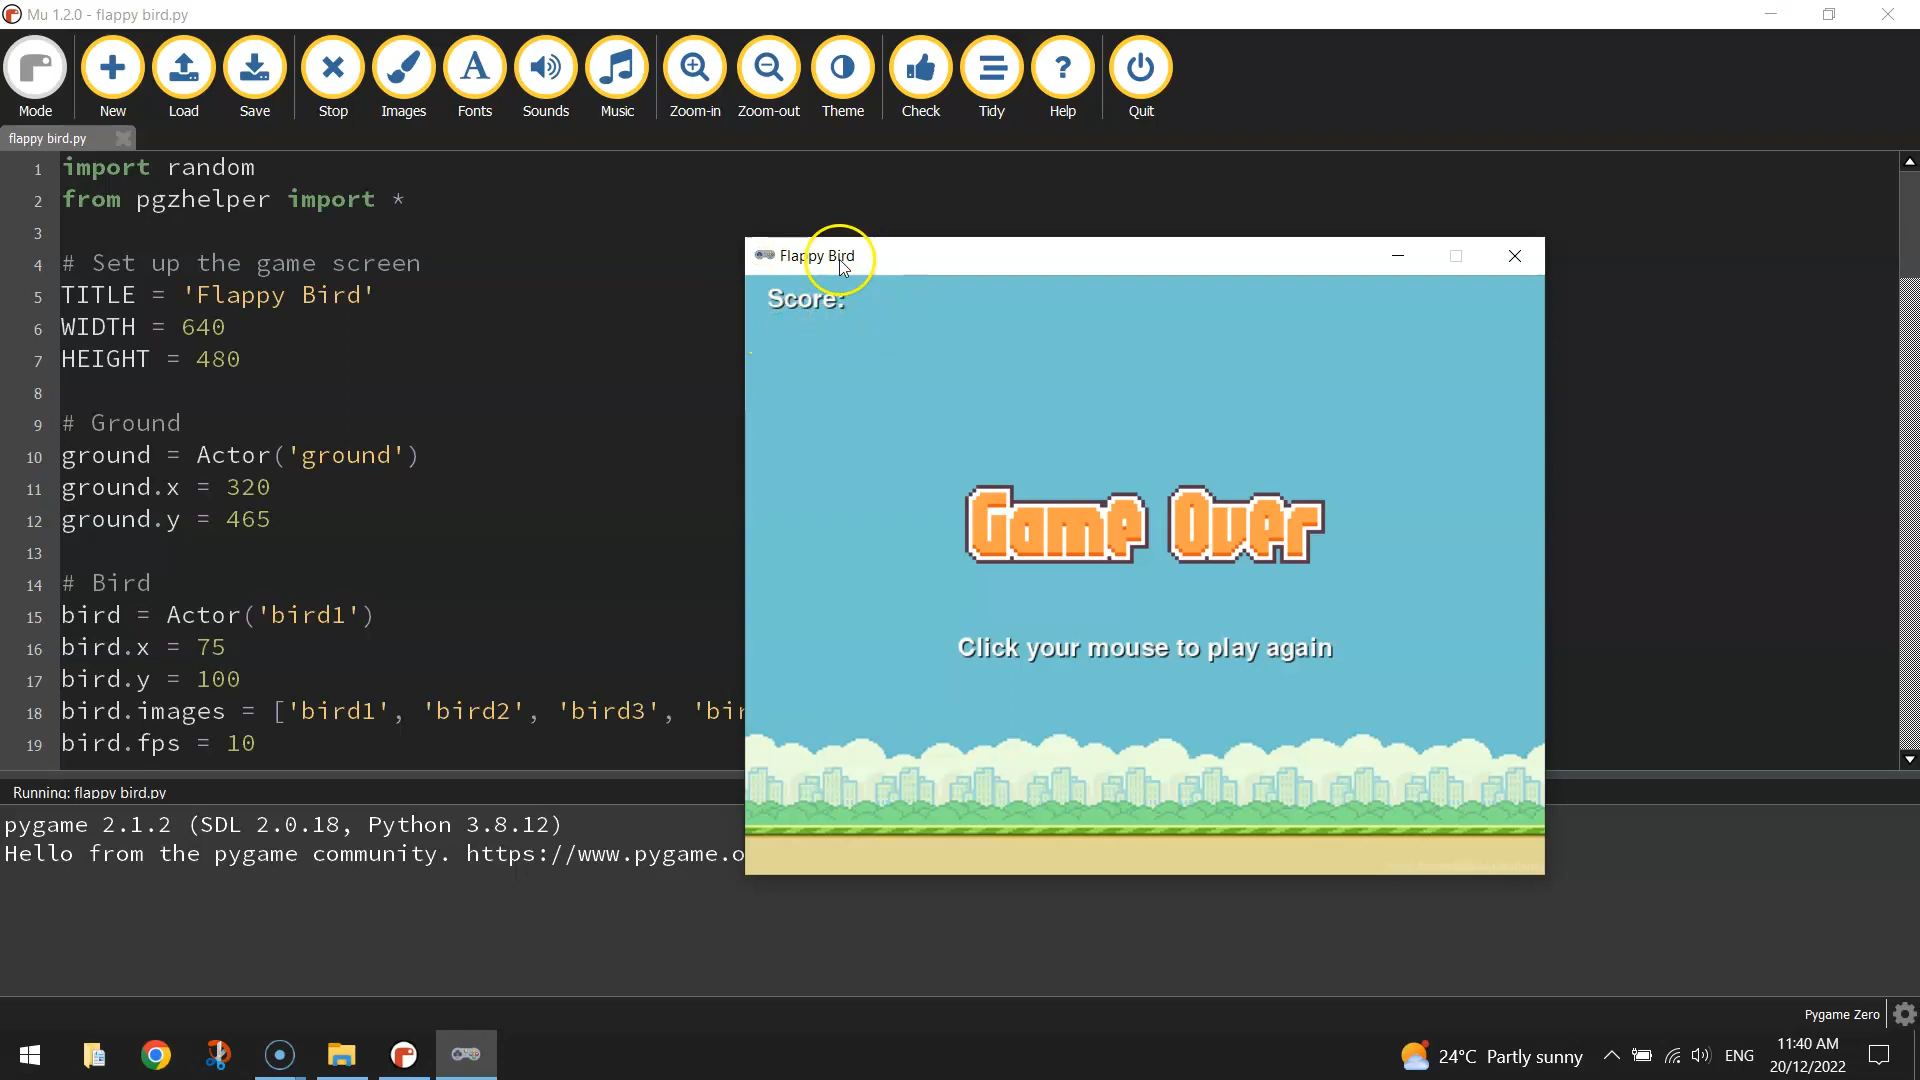 Mu 1.2.0 - flappy bird.py
Mode New Load Save Stop Images Fonts Sounds Music Zoom-in Zoom-out Theme Check Tidy Help Quit
flappy bird.py
1 import random
2 from pgzhelper import *
3
4 # Set up the game screen
5 TITLE = 'Flappy Bird'
6 WIDTH = 640
7 HEIGHT = 480
8
9 # Ground
10 ground = Actor('ground')
11 ground.x = 320
12 ground.y = 465
13
14 # Bird
15 bird = Actor('bird1')
16 bird.x = 75
17 bird.y = 100
18 bird.images = ['bird1', 'bird2', 'bird3', 'bir
19 bird.fps = 10
Flappy Bird
Score:
Game Over
Click your mouse to play again
Running: flappy bird.py
pygame 2.1.2 (SDL 2.0.18, Python 3.8.12)
Hello from the pygame community. https://www.pygame.o
Pygame Zero
24°C Partly sunny
ENG
11:40 AM
20/12/2022